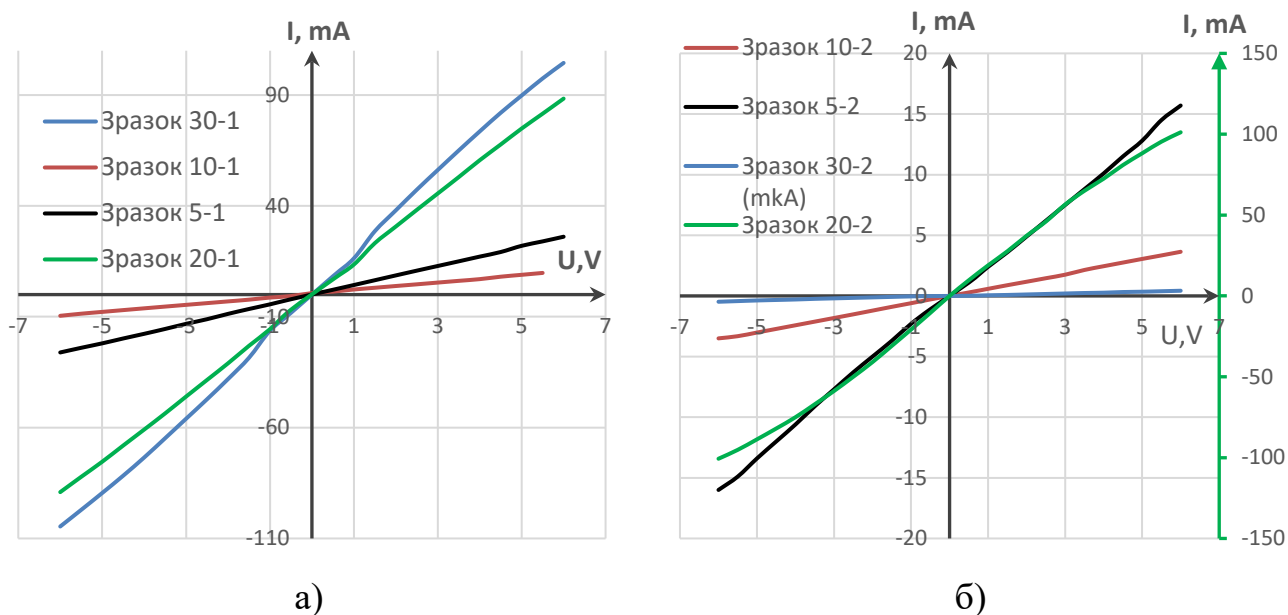 I, mA
90
40
-10
-60
-110
-7
-5
-3
-1
1
3
5
7
U,V
Зразок 30-1
Зразок 10-1
Зразок 5-1
Зразок 20-1
а)
I, mA
I, mA
20
15
10
5
0
-5
-10
-15
-20
150
100
50
0
-50
-100
-150
-7
-5
-3
-1
1
3
5
7
U,V
Зразок 10-2
Зразок 5-2
Зразок 30-2
(mkA)
Зразок 20-2
б)